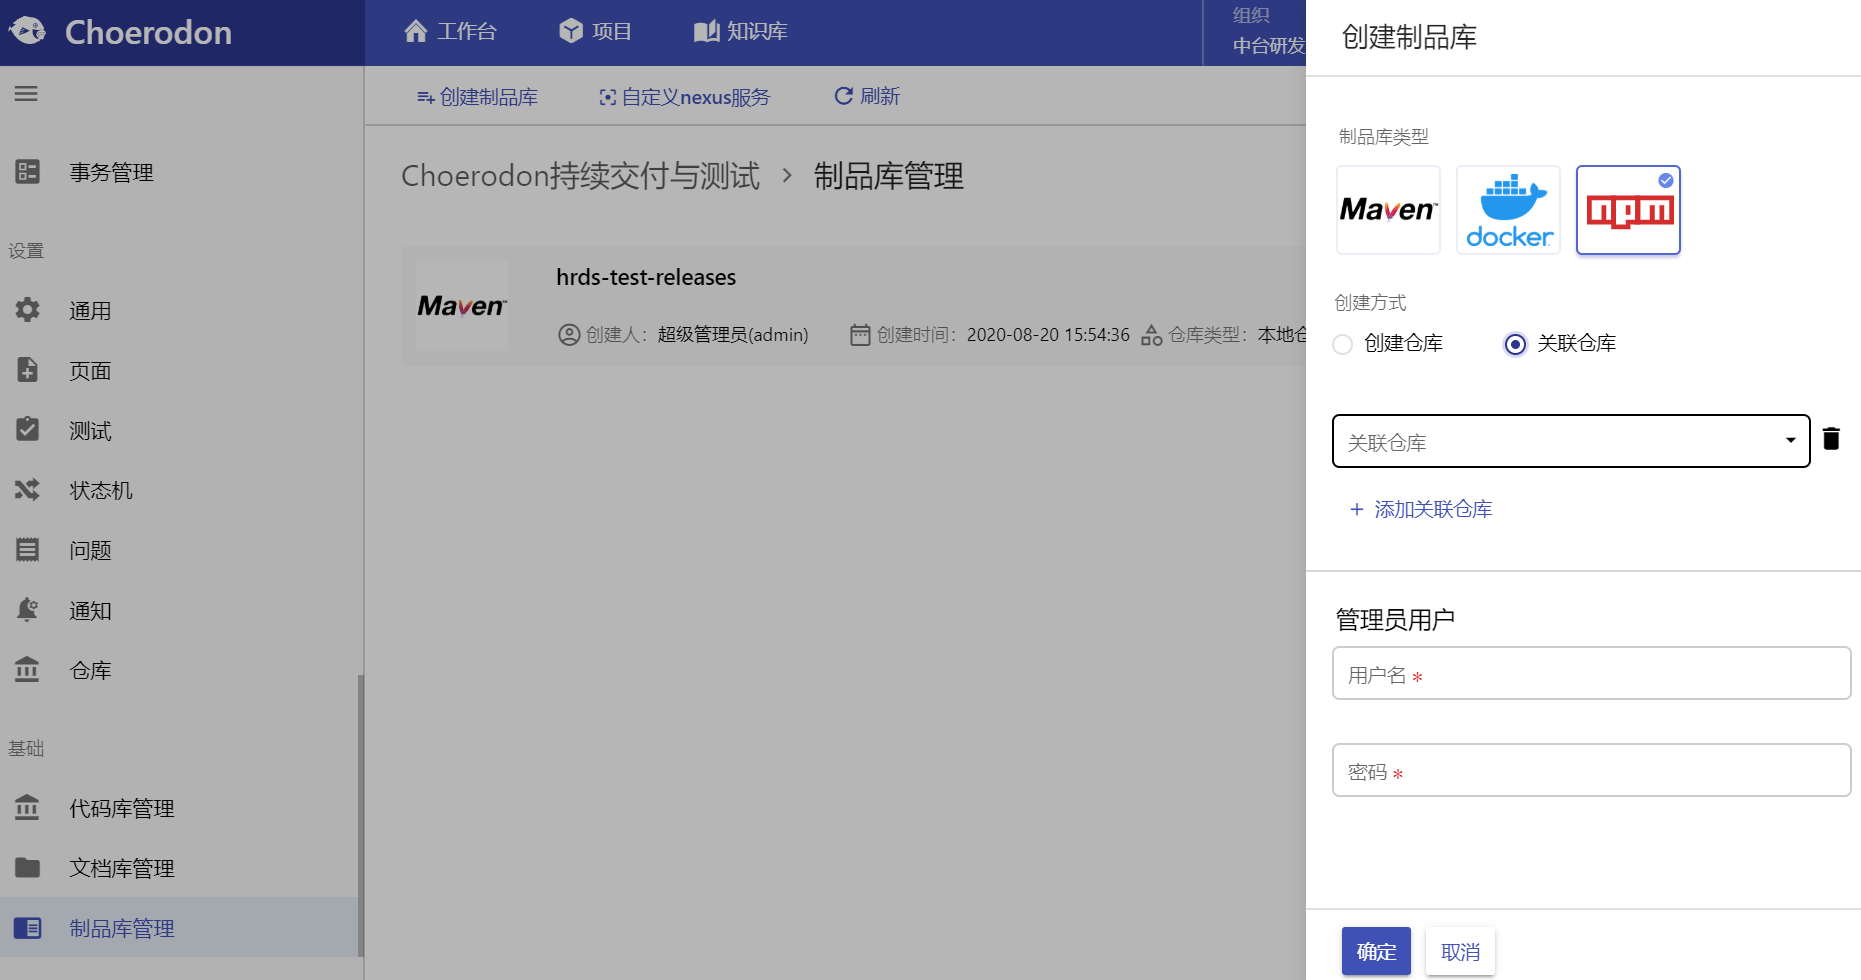 Choerodon
工作台
项目
知识库
组织
中台研发
创建制品库
自定义nexus服务
刷新
事务管理
设置
通用
页面
测试
状态机
问题
通知
仓库
基础
代码库管理
文档库管理
制品库管理
Choerodon持续交付与测试 > 制品库管理
Maven™
hrds-test-releases
创建人： 超级管理员(admin) 创建时间： 2020-08-20 15:54:36 仓库类型： 本地仓
创建制品库
制品库类型
Maven™
docker
npm
创建方式
创建仓库
关联仓库
关联仓库
+ 添加关联仓库
管理员用户
用户名 *
密码 *
确定
取消